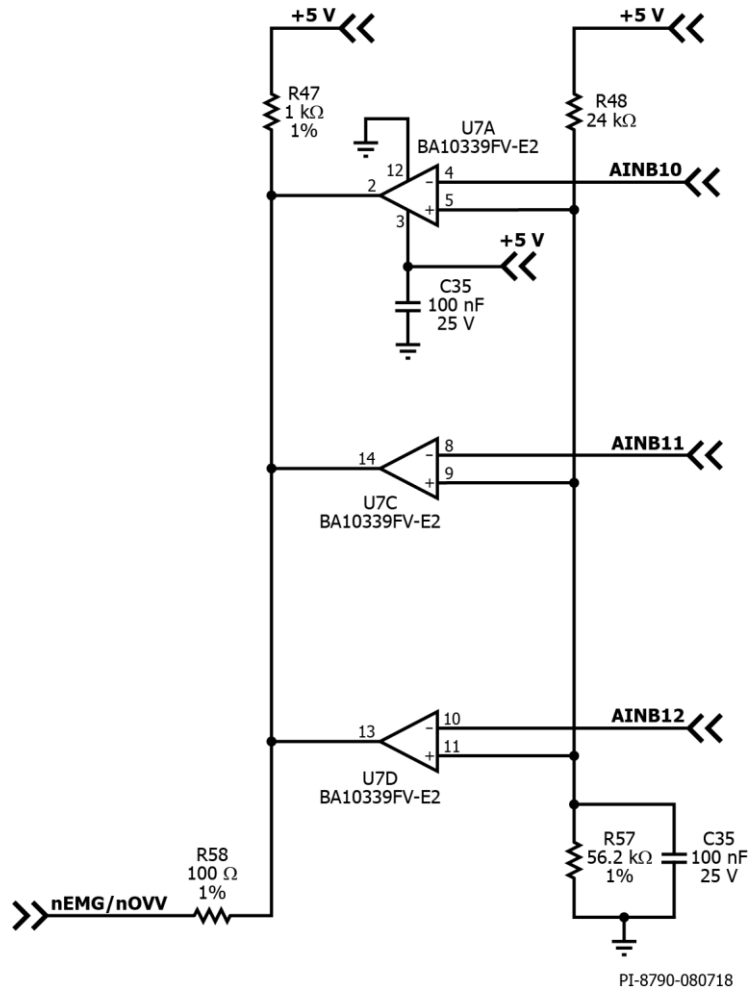 +5 V
+5 V
R47
1 kΩ
1%
R48
24 kΩ
U7A
BA10339FV-E2
12
4
AINB10
2
-
+
5
3
+5 V
C35
100 nF
25 V
8
AINB11
14
-
+
9
U7C
BA10339FV-E2
10
AINB12
13
-
+
11
U7D
BA10339FV-E2
R57
56.2 kΩ
1%
C35
100 nF
25 V
R58
100 Ω
1%
nEMG/nOVV
PI-8790-080718